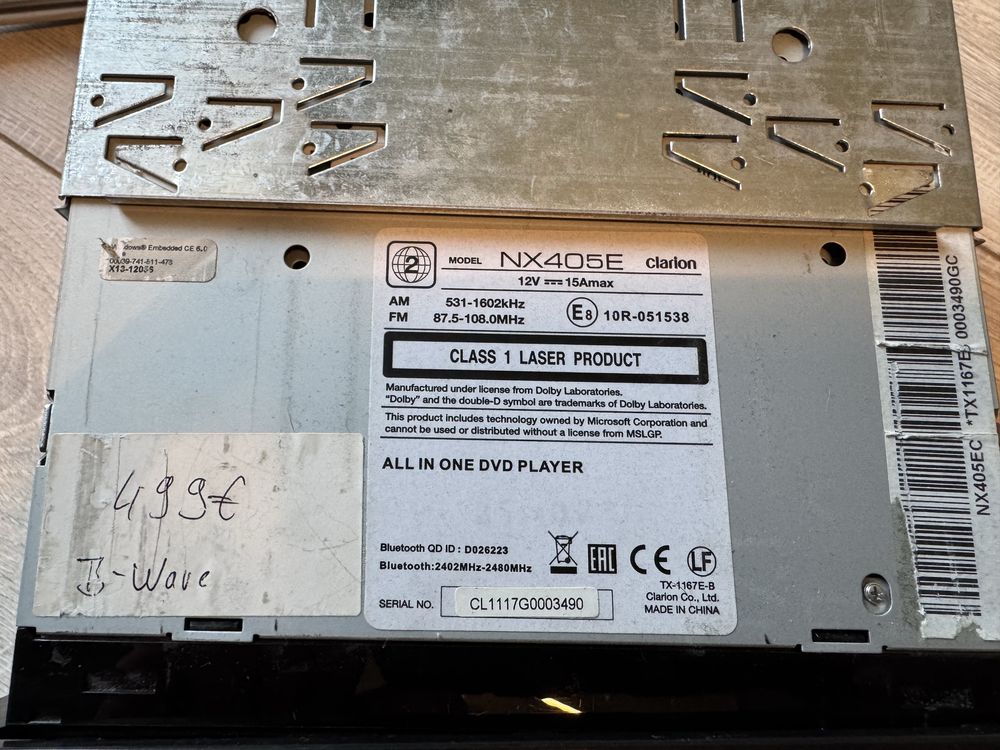 dows® Embedded CE 6.0
00039-741-811-478
X13-12056
2
MODEL NX405E clarion
12V 15Amax
AM 531-1602kHz
FM 87.5-108.0MHz
E8 10R-051538
CLASS 1 LASER PRODUCT
Manufactured under license from Dolby Laboratories.
“Dolby” and the double-D symbol are trademarks of Dolby Laboratories.
This product includes technology owned by Microsoft Corporation and
cannot be used or distributed without a license from MSLGP.
ALL IN ONE DVD PLAYER
Bluetooth QD ID : D026223
Bluetooth:2402MHz-2480MHz
EAC CE LF
TX-1167E-B
Clarion Co., Ltd.
MADE IN CHINA
SERIAL NO. CL1117G0003490
499€
B-Wave
NX405EC *TX1167E 0003490GC